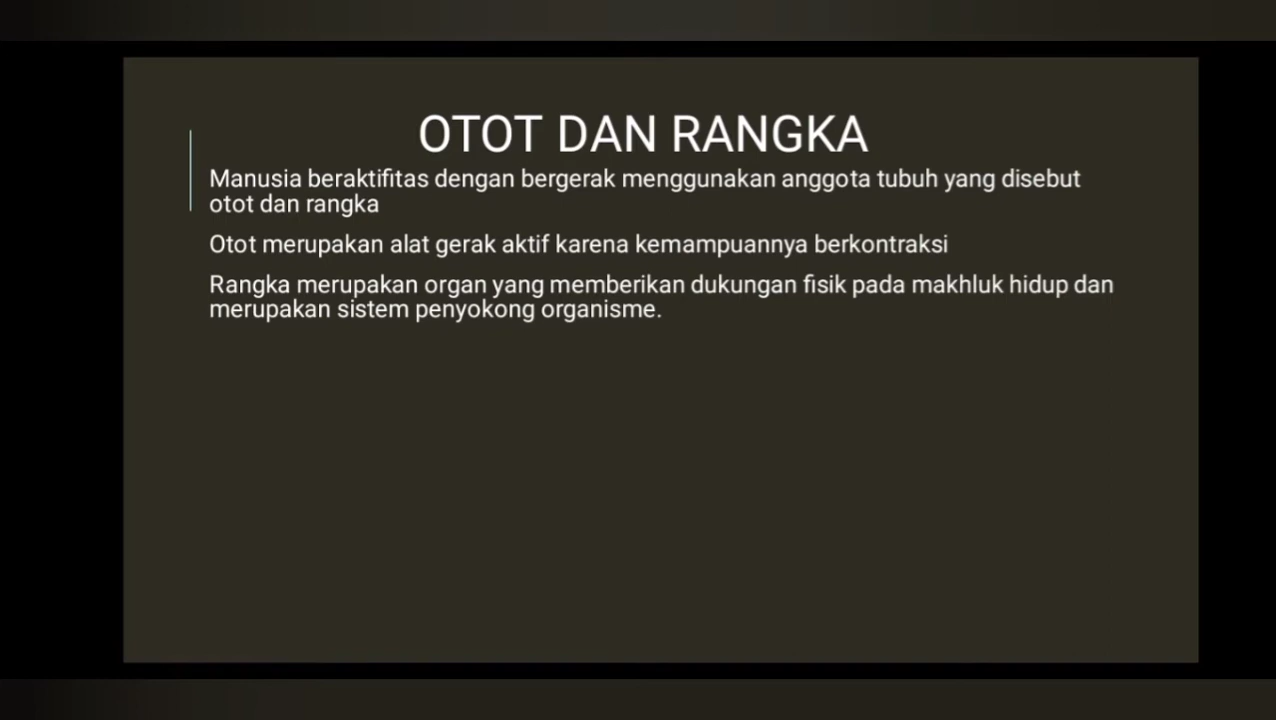 OTOT DAN RANGKA
Manusia beraktifitas dengan bergerak menggunakan anggota tubuh yang disebut
otot dan rangka
Otot merupakan alat gerak aktif karena kemampuannya berkontraksi
Rangka merupakan organ yang memberikan dukungan fisik pada makhluk hidup dan
merupakan sistem penyokong organisme.